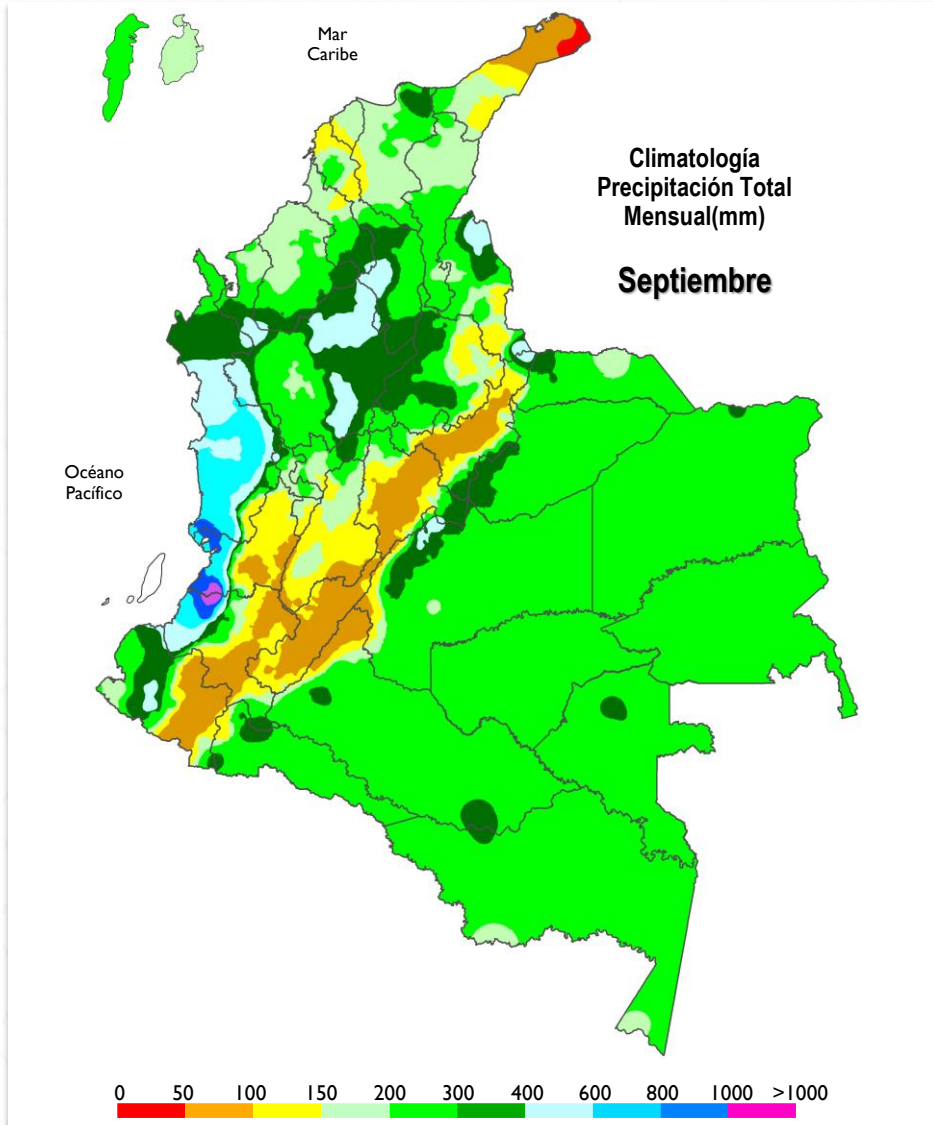 Mar
Caribe
Climatología
Precipitación Total
Mensual(mm)
Septiembre
Océano
Pacífico
0 50 100 150 200 300 400 600 800 1000 >1000